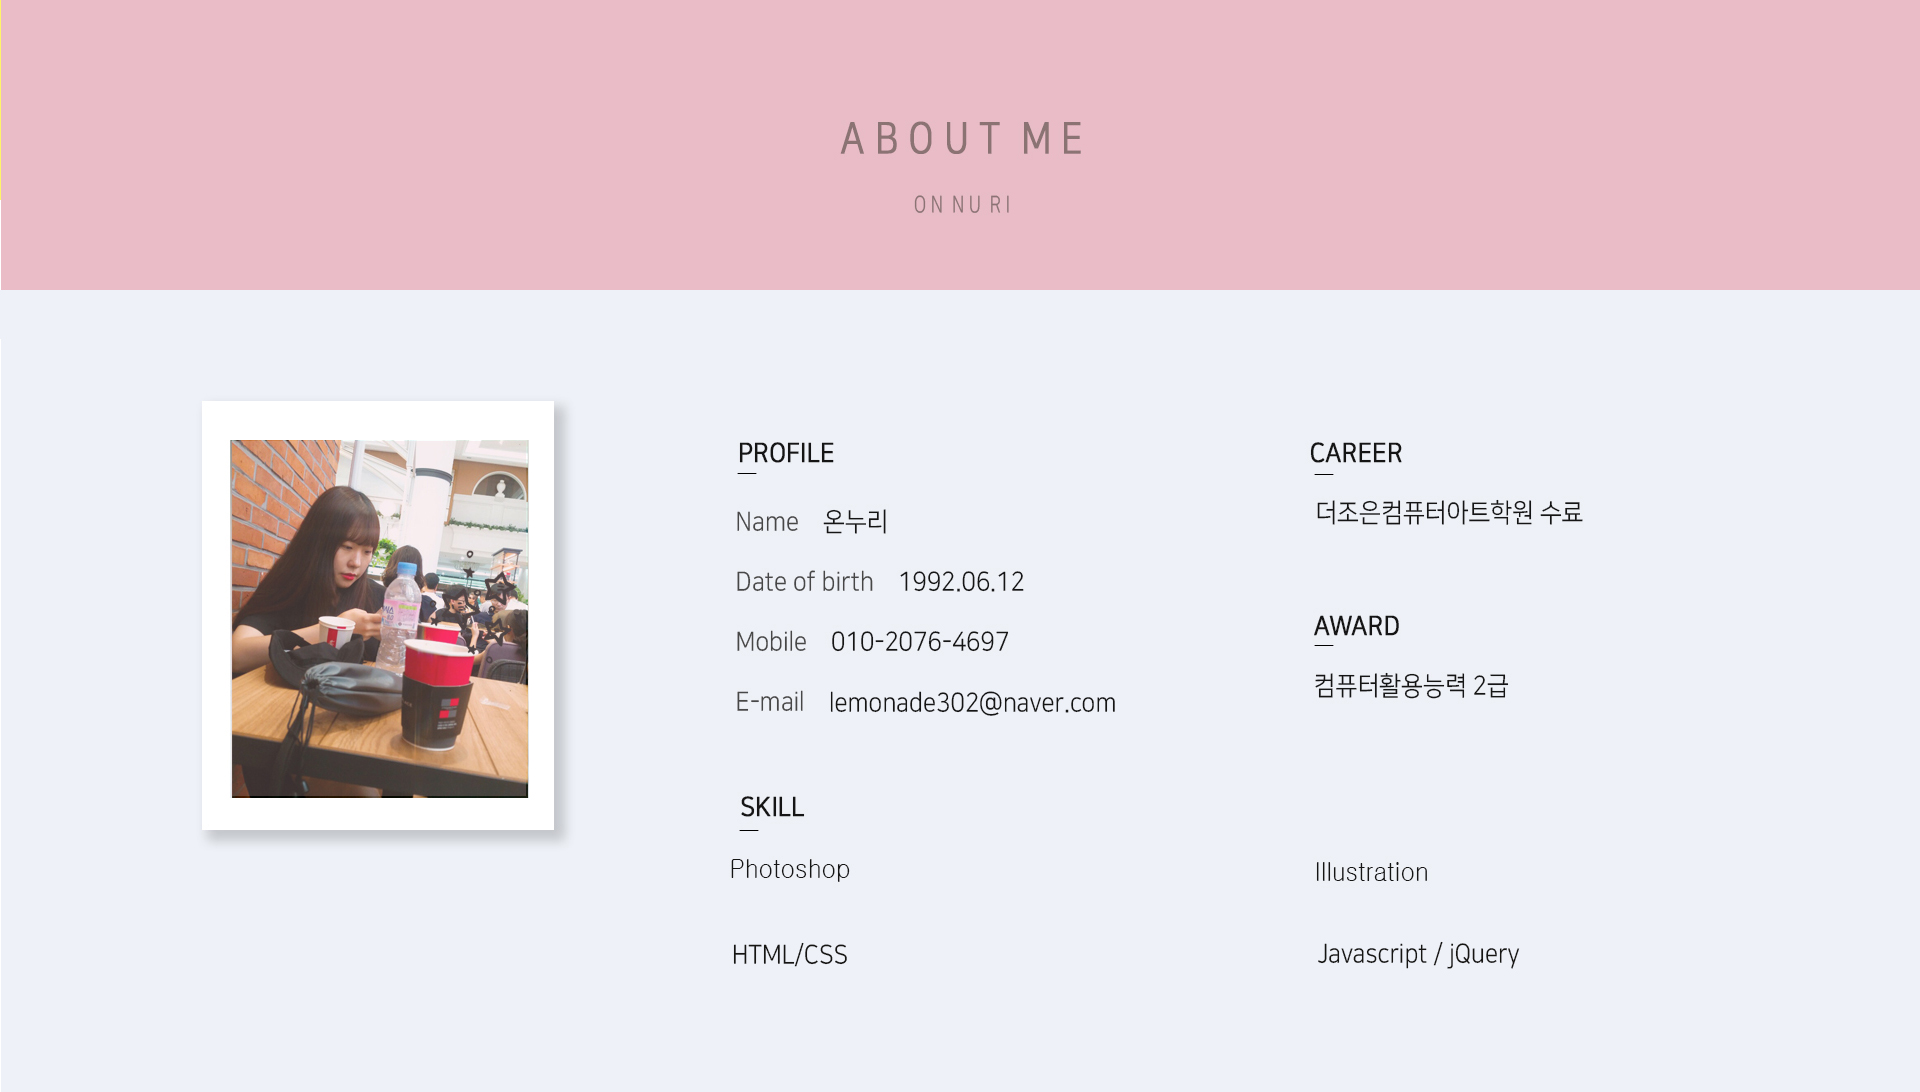 ABOUT ME
ON NU RI
PROFILE
Name 온누리
Date of birth 1992.06.12
Mobile 010-2076-4697
E-mail lemonade302@naver.com
CAREER
더조은컴퓨터아트학원 수료
AWARD
컴퓨터활용능력 2급
SKILL
Photoshop
Illustration
HTML/CSS
Javascript / jQuery